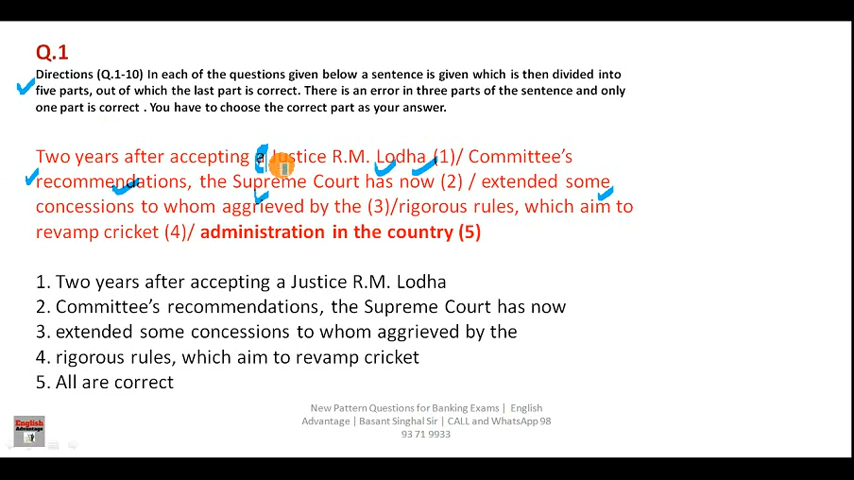 Q.1
Directions (Q.1-10) In each of the questions given below a sentence is given which is then divided into
five parts, out of which the last part is correct. There is an error in three parts of the sentence and only
one part is correct . You have to choose the correct part as your answer.
Two years after accepting a Justice R.M. Lodha (1)/ Committee's
recommendations, the Supreme Court has now (2) / extended some
concessions to whom aggrieved by the (3)/rigorous rules, which aim to
revamp cricket (4)/ administration in the country (5)
1. Two years after accepting a Justice R.M. Lodha
2. Committee's recommendations, the Supreme Court has now
3. extended some concessions to whom aggrieved by the
4. rigorous rules, which aim to revamp cricket
5. All are correct
New Pattern Questions for Banking Exams | English
Advantage | Basant Singhal Sir | CALL and WhatsApp 98
93 71 9933
English
Advantage